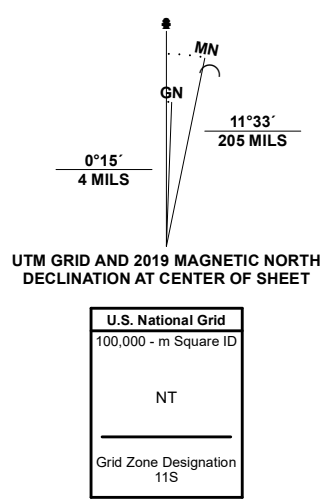 MN
GN
11°33´
205 MILS
0°15´
4 MILS
UTM GRID AND 2019 MAGNETIC NORTH
DECLINATION AT CENTER OF SHEET
U.S. National Grid
100,000 - m Square ID
NT
Grid Zone Designation
11S